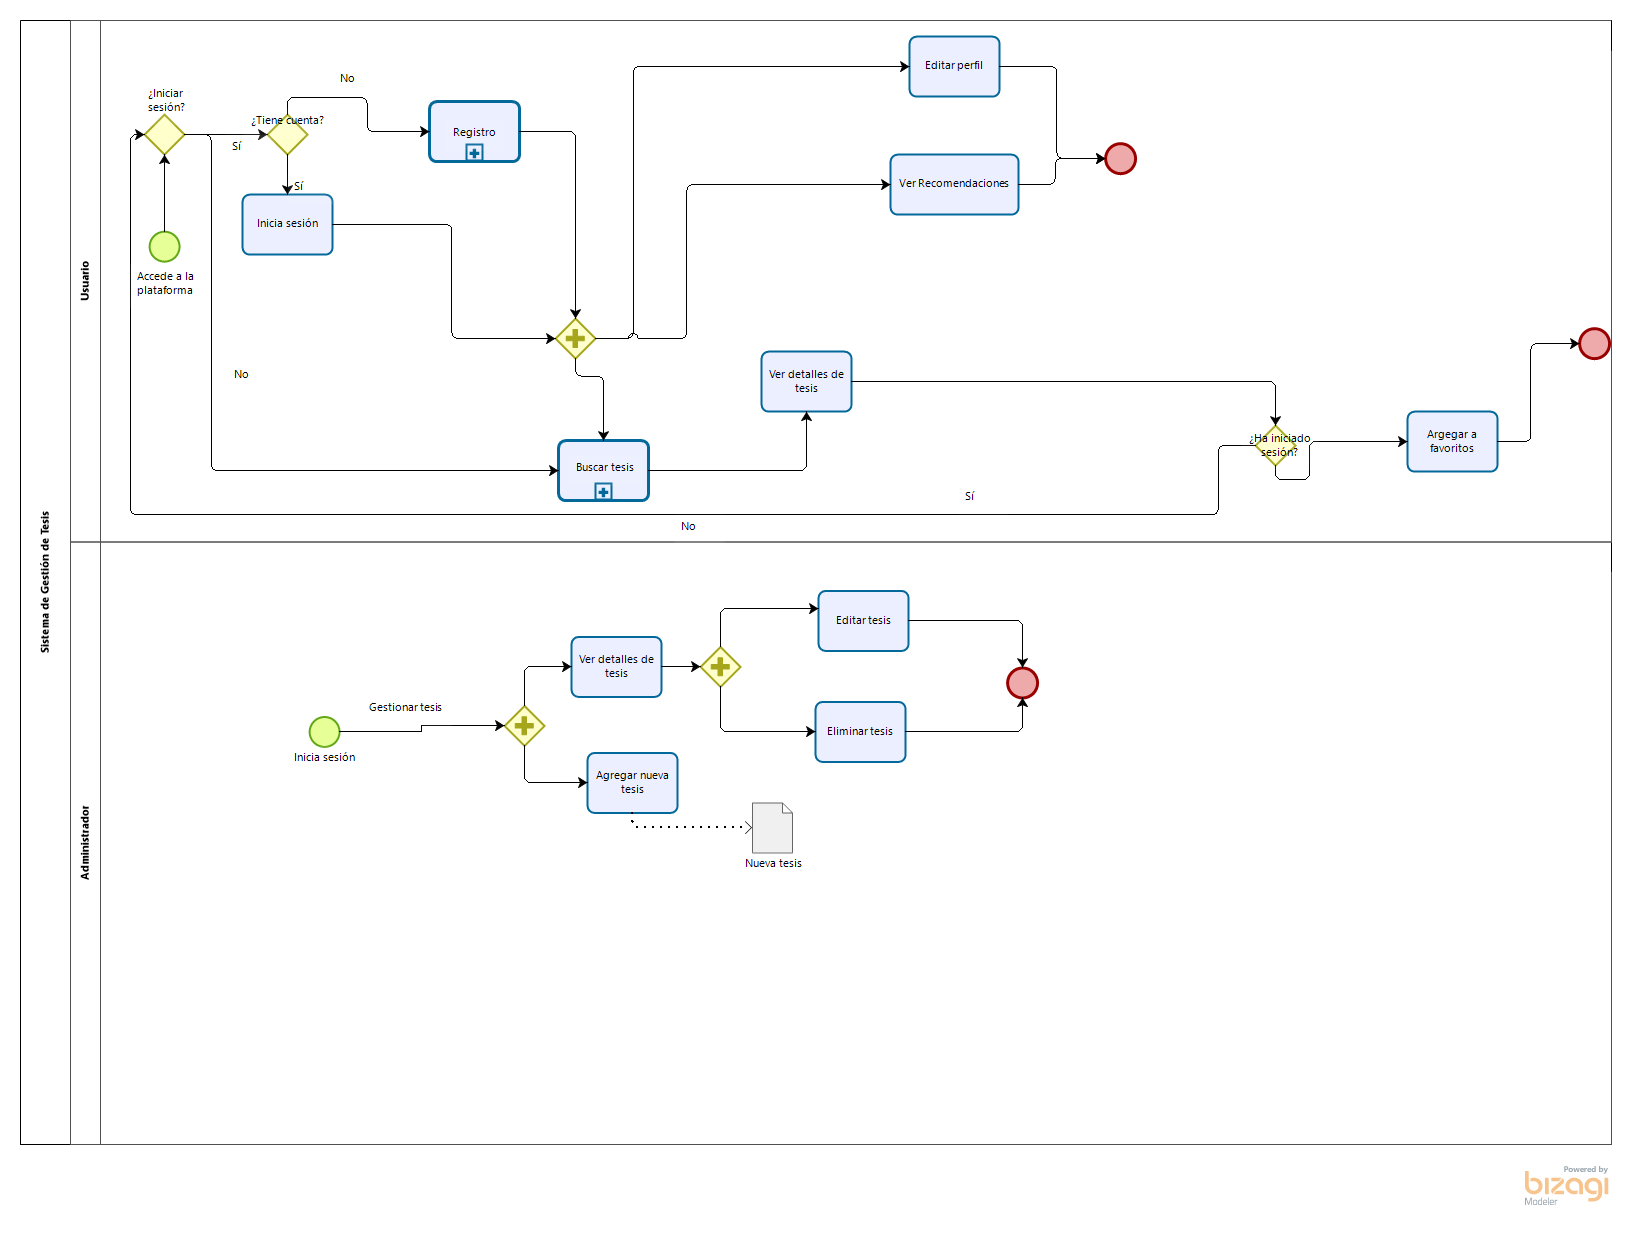 Sistema de Gestión de Tesis
Usuario
¿Iniciar
sesión?
Sí
¿Tiene cuenta?
No
Registro
Sí
Inicia sesión
Accede a la
plataforma
No
Editar perfil
Ver Recomendaciones
Ver detalles de
tesis
Buscar tesis
¿Ha iniciado
sesión?
Argegar a
favoritos
Sí
No
Administrador
Inicia sesión
Gestionar tesis
Ver detalles de
tesis
Agregar nueva
tesis
Nueva tesis
Editar tesis
Eliminar tesis
Powered by
bizagi
Modeler